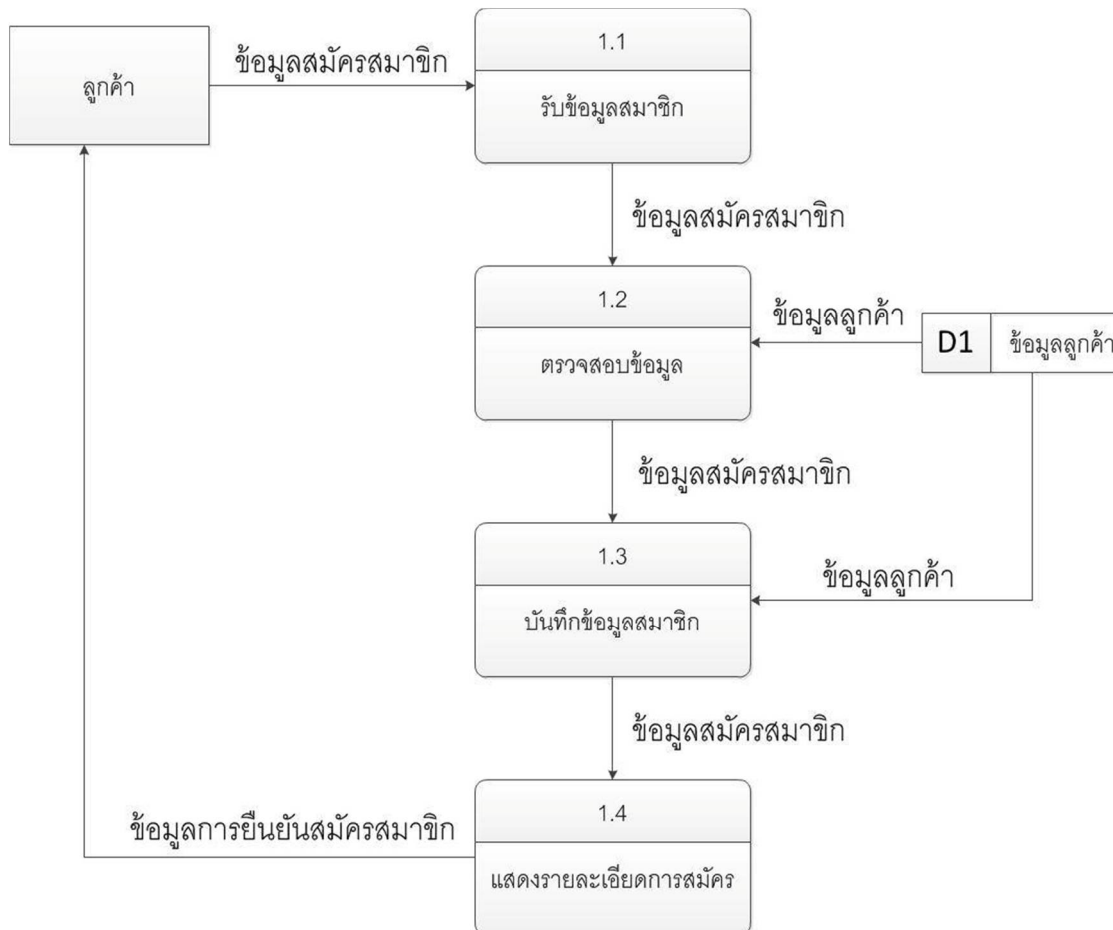 ลูกค้า
ข้อมูลสมัครสมาขิก
1.1
รับข้อมูลสมาชิก
ข้อมูลสมัครสมาขิก
1.2
ตรวจสอบข้อมูล
ข้อมูลลูกค้า
D1
ข้อมูลลูกค้า
ข้อมูลสมัครสมาขิก
1.3
บันทึกข้อมูลสมาชิก
ข้อมูลลูกค้า
ข้อมูลสมัครสมาขิก
1.4
แสดงรายละเอียดการสมัคร
ข้อมูลการยืนยันสมัครสมาขิก